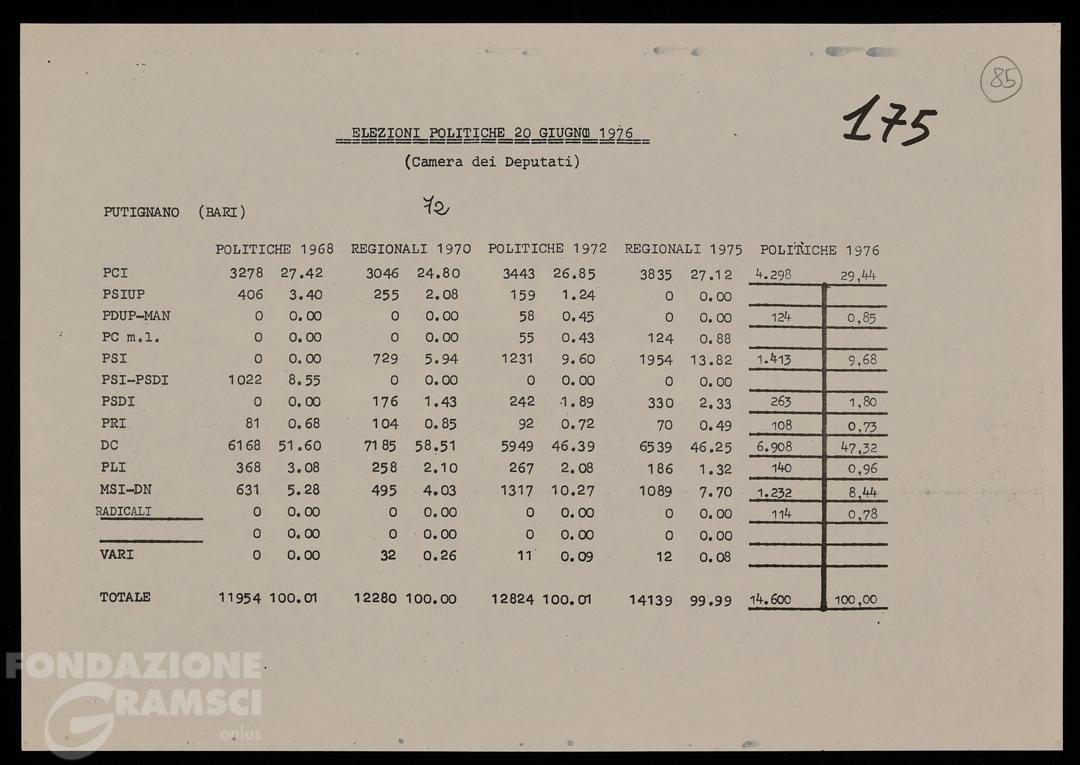 85
175
ELEZIONI POLITICHE 20 GIUGNO 1976
(Camera dei Deputati)
72
PUTIGNANO (BARI)
POLITICHE 1968 REGIONALI 1970 POLITICHE 1972 REGIONALI 1975 POLITICHE 1976
PCI 3278 27.42 3046 24.80 3443 26.85 3835 27.12 4.298 29,44
PSIUP 406 3.40 255 2.08 159 1.24 0 0.00
PDUP-MAN 0 0.00 0 0.00 58 0.45 0 0.00 124 0,85
PC m.l. 0 0.00 0 0.00 55 0.43 124 0.88
PSI 0 0.00 729 5.94 1231 9.60 1954 13.82 1.413 9,68
PSI-PSDI 1022 8.55 0 0.00 0 0.00 0 0.00
PSDI 0 0.00 176 1.43 242 1.89 330 2.33 263 1,80
PRI 81 0.68 104 0.85 92 0.72 70 0.49 108 0,73
DC 6168 51.60 7185 58.51 5949 46.39 6539 46.25 6.908 47,32
PLI 368 3.08 258 2.10 267 2.08 186 1.32 140 0,96
MSI-DN 631 5.28 495 4.03 1317 10.27 1089 7.70 1.232 8,44
RADICALI 0 0.00 0 0.00 0 0.00 0 0.00 114 0,78
0 0.00 0 0.00 0 0.00 0 0.00
VARI 0 0.00 32 0.26 11 0.09 12 0.08
TOTALE 11954 100.01 12280 100.00 12824 100.01 14139 99.99 14.600 100,00
FONDAZIONE
GRAMSCI
onlus